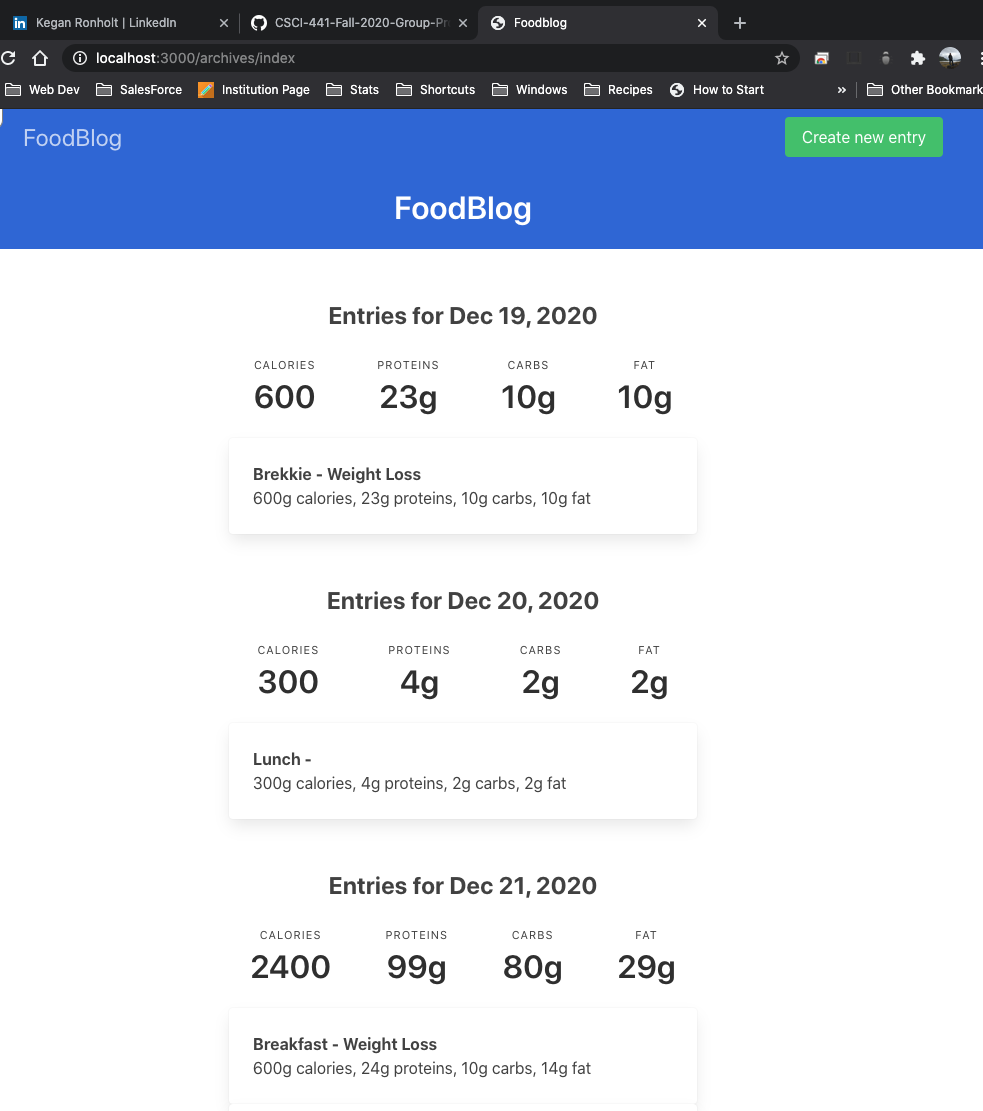 Kegan Ronholt | LinkedIn
CSCI-441-Fall-2020-Group-Pr
Foodblog
localhost:3000/archives/index
Web Dev SalesForce Institution Page Stats Shortcuts Windows Recipes How to Start » Other Bookmark
FoodBlog
Create new entry
FoodBlog
Entries for Dec 19, 2020
CALORIES PROTEINS CARBS FAT
600 23g 10g 10g
Brekkie - Weight Loss
600g calories, 23g proteins, 10g carbs, 10g fat
Entries for Dec 20, 2020
CALORIES PROTEINS CARBS FAT
300 4g 2g 2g
Lunch -
300g calories, 4g proteins, 2g carbs, 2g fat
Entries for Dec 21, 2020
CALORIES PROTEINS CARBS FAT
2400 99g 80g 29g
Breakfast - Weight Loss
600g calories, 24g proteins, 10g carbs, 14g fat